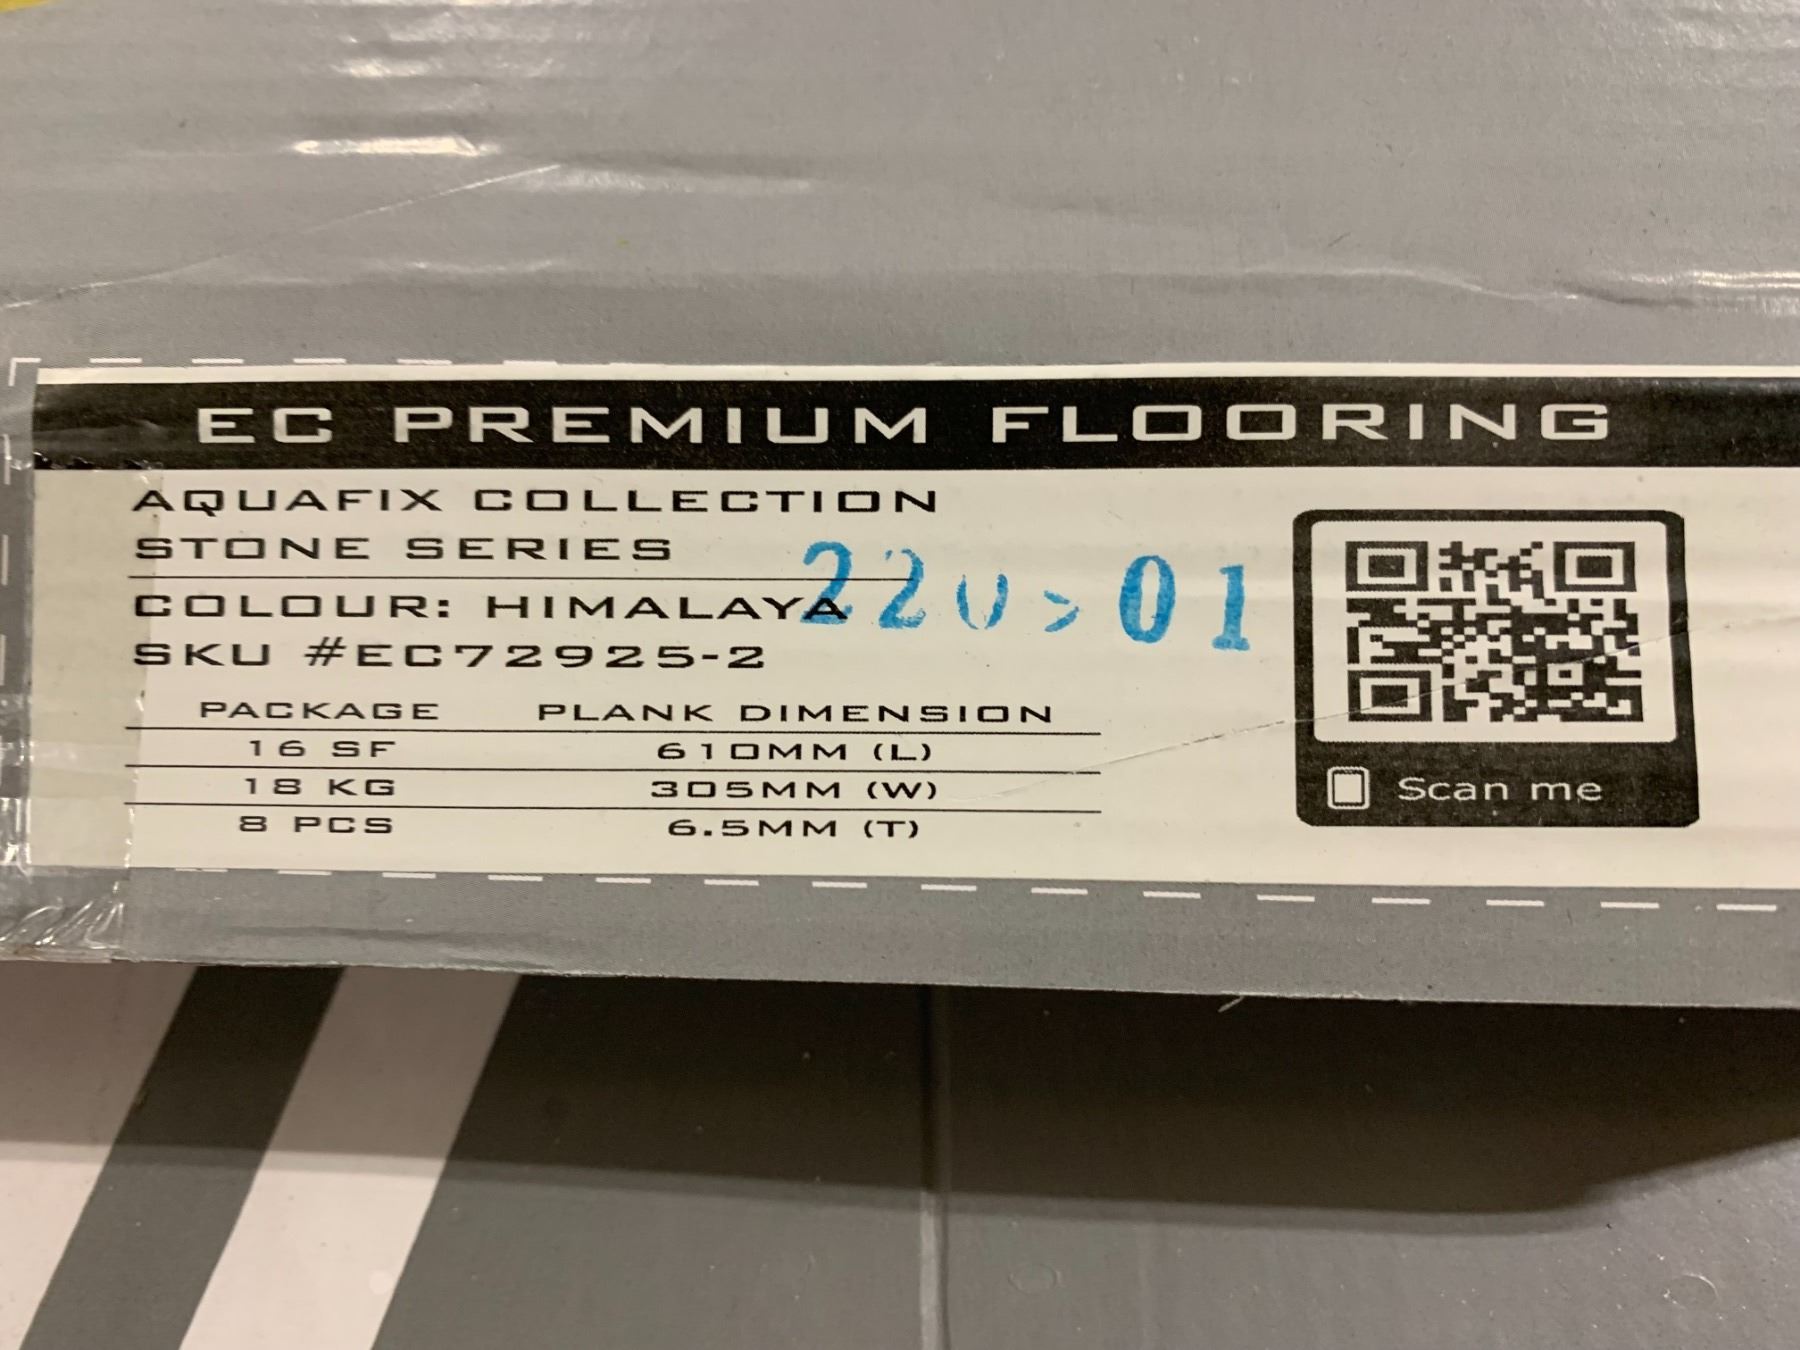 EC PREMIUM FLOORING
AQUAFIX COLLECTION
STONE SERIES
COLOUR: HIMALAYA
SKU #EC72925-2
PACKAGE PLANK DIMENSION
16 SF 610MM (L)
18 KG 305MM (W)
8 PCS 6.5MM (T)
Scan me